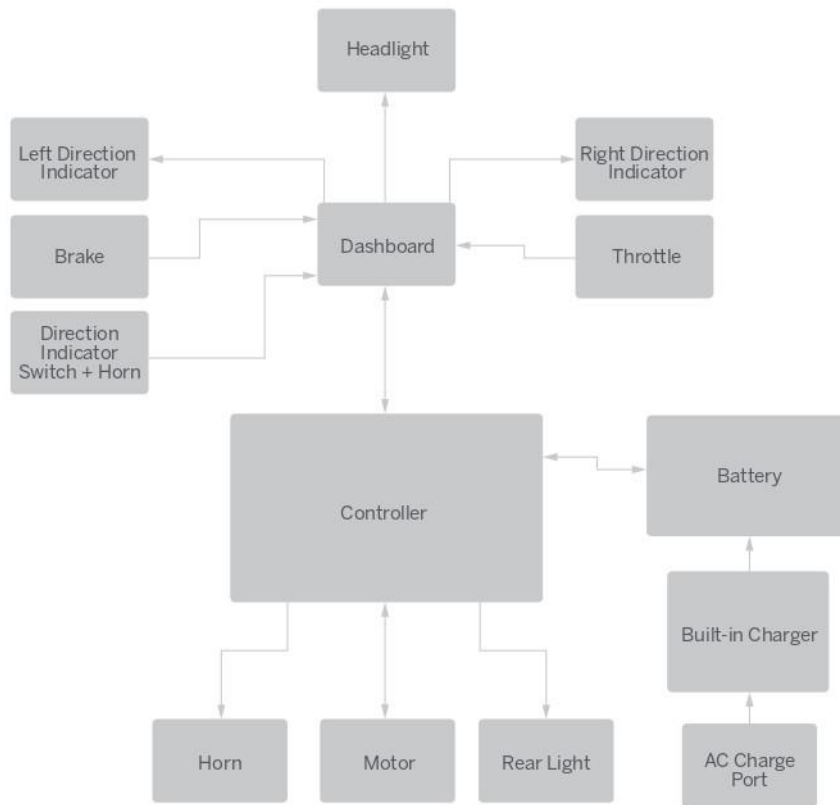 Headlight
Left Direction
Indicator
Right Direction
Indicator
Brake
Dashboard
Throttle
Direction
Indicator
Switch + Horn
Controller
Battery
Built-in Charger
Horn
Motor
Rear Light
AC Charge
Port